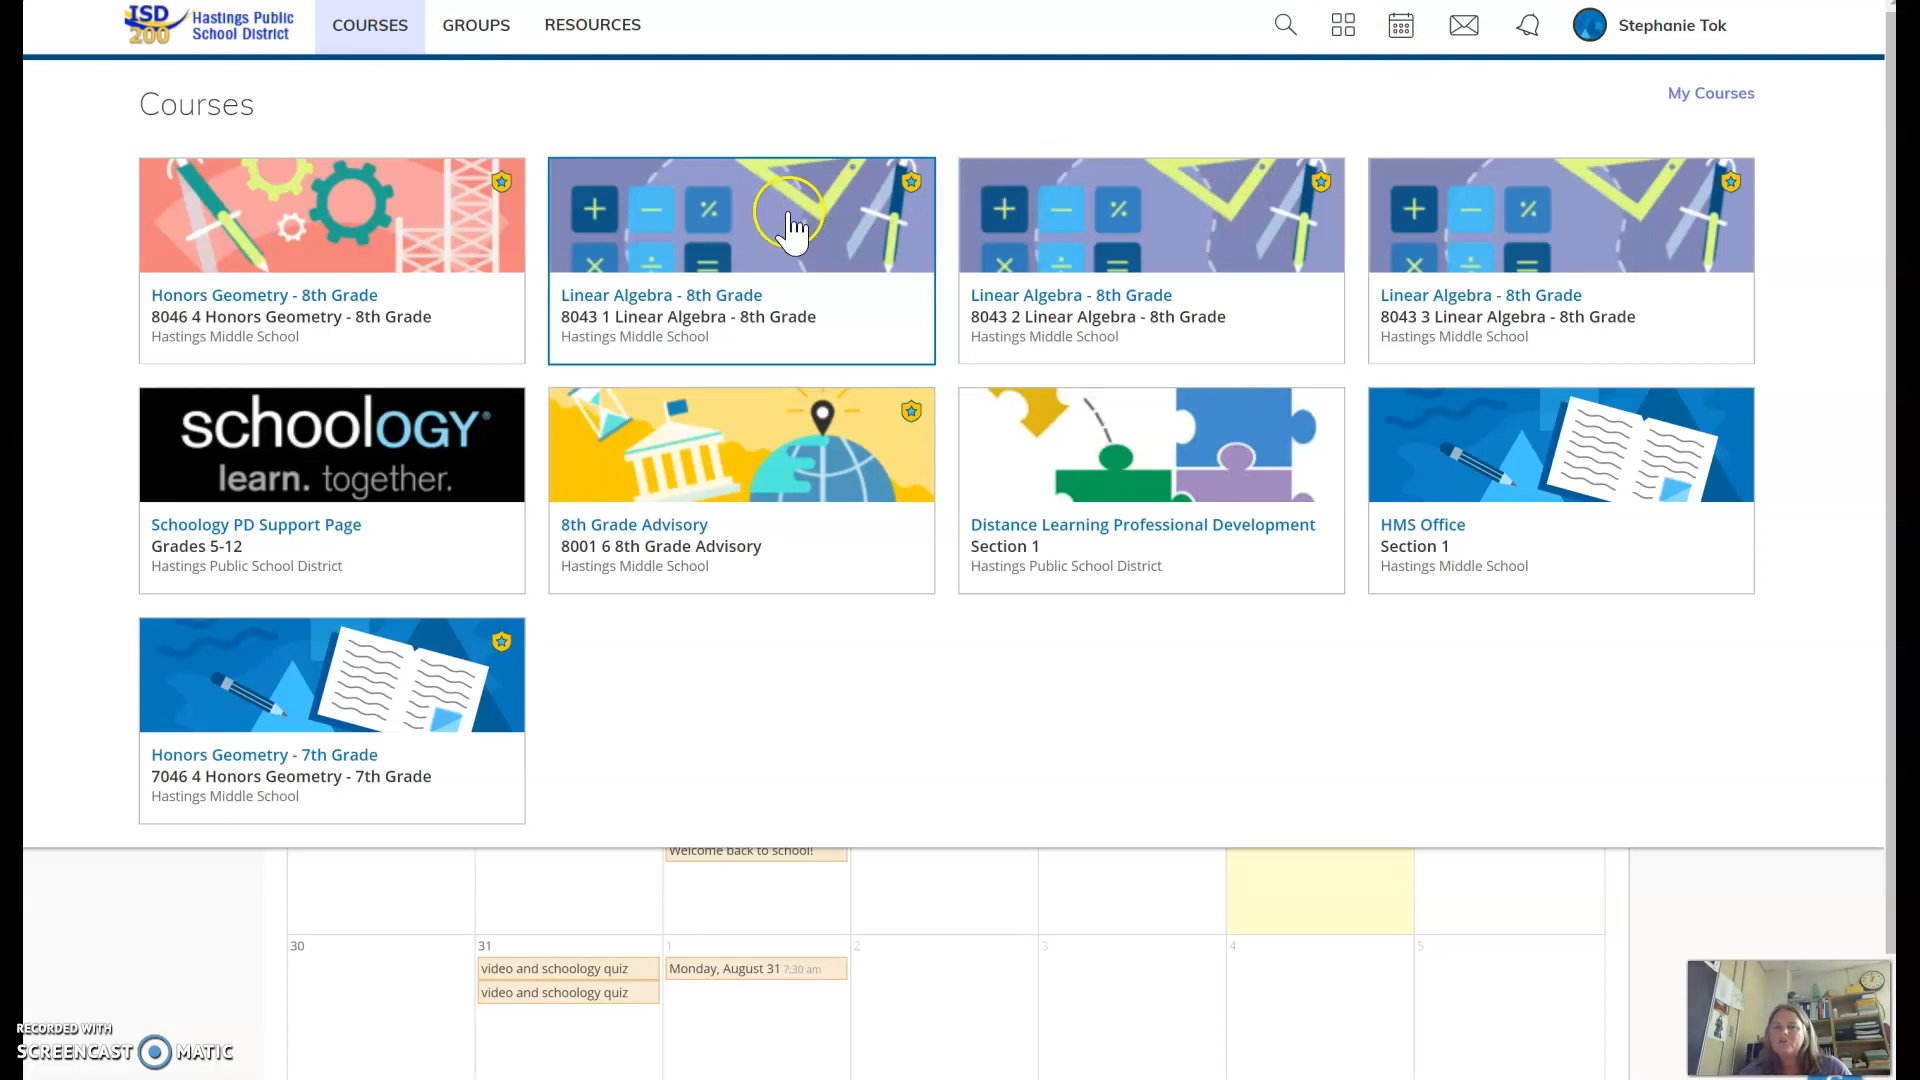 ISD 200
Hastings Public
School District
COURSES
GROUPS
RESOURCES
Stephanie Tok
Courses
My Courses
Honors Geometry - 8th Grade
8046 4 Honors Geometry - 8th Grade
Hastings Middle School
Linear Algebra - 8th Grade
8043 1 Linear Algebra - 8th Grade
Hastings Middle School
Linear Algebra - 8th Grade
8043 2 Linear Algebra - 8th Grade
Hastings Middle School
Linear Algebra - 8th Grade
8043 3 Linear Algebra - 8th Grade
Hastings Middle School
schoology®
learn. together.
Schoology PD Support Page
Grades 5-12
Hastings Public School District
8th Grade Advisory
8001 6 8th Grade Advisory
Hastings Middle School
Distance Learning Professional Development
Section 1
Hastings Public School District
HMS Office
Section 1
Hastings Middle School
Honors Geometry - 7th Grade
7046 4 Honors Geometry - 7th Grade
Hastings Middle School
Welcome back to school!
30
31
1
2
3
4
5
video and schoology quiz
Monday, August 31 7:30 am
video and schoology quiz
RECORDED WITH
SCREENCAST MATIC